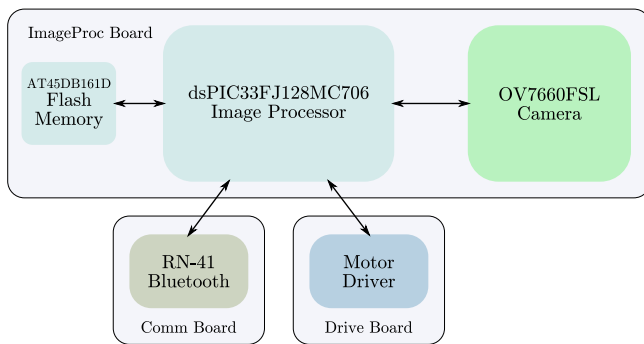 ImageProc Board
AT45DB161D
Flash
Memory
dsPIC33FJ128MC706
Image Processor
OV7660FSL
Camera
RN-41
Bluetooth
Comm Board
Motor
Driver
Drive Board